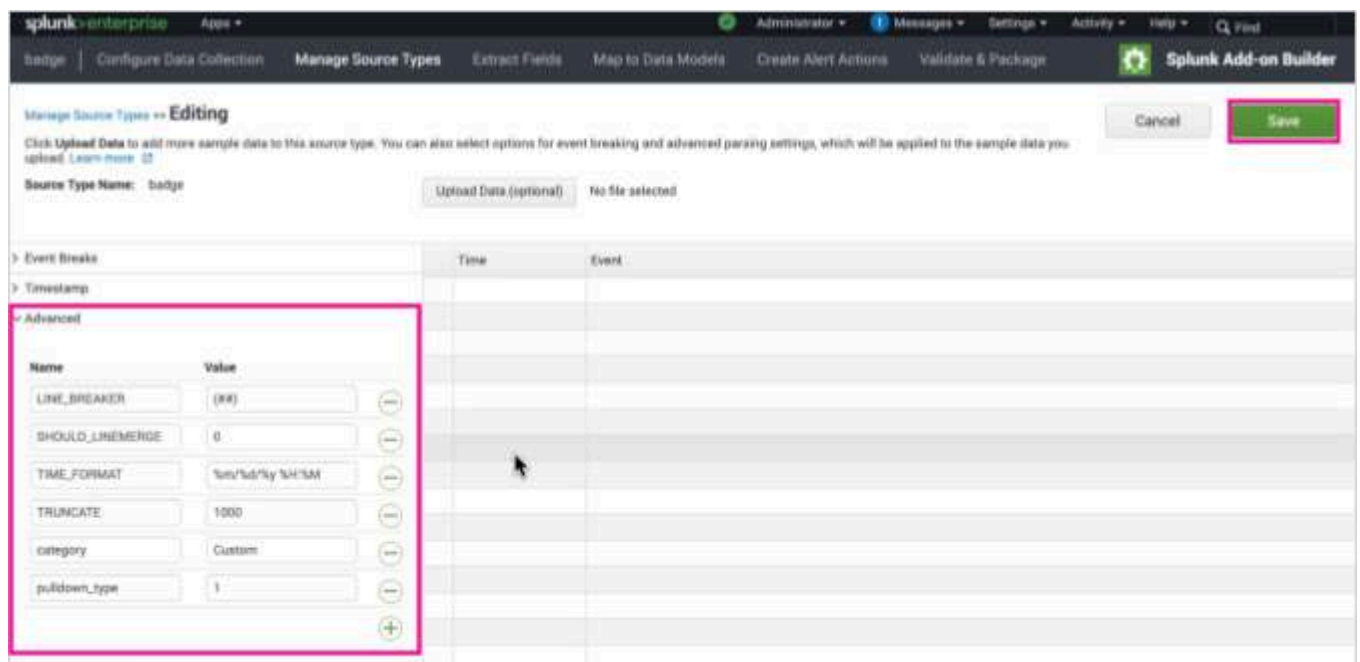 splunk>enterprise Apps Administrator Messages Settings Activity Help Find
badge Configure Data Collection Manage Source Types Extract Fields Map to Data Models Create Alert Actions Validate & Package Splunk Add-on Builder
Manage Source Types >> Editing Cancel Save
Click Upload Data to add more sample data to this source type. You can also select options for event breaking and advanced parsing settings, which will be applied to the sample data you
upload. Learn more
Source Type Name: badge Upload Data (optional) No file selected
Event Breaks Time Event
Timestamp
Advanced
Name Value
LINE_BREAKER (##)
SHOULD_LINEMERGE 0
TIME_FORMAT %m/%d/%y %H:%M
TRUNCATE 1000
category Custom
pulldown_type 1